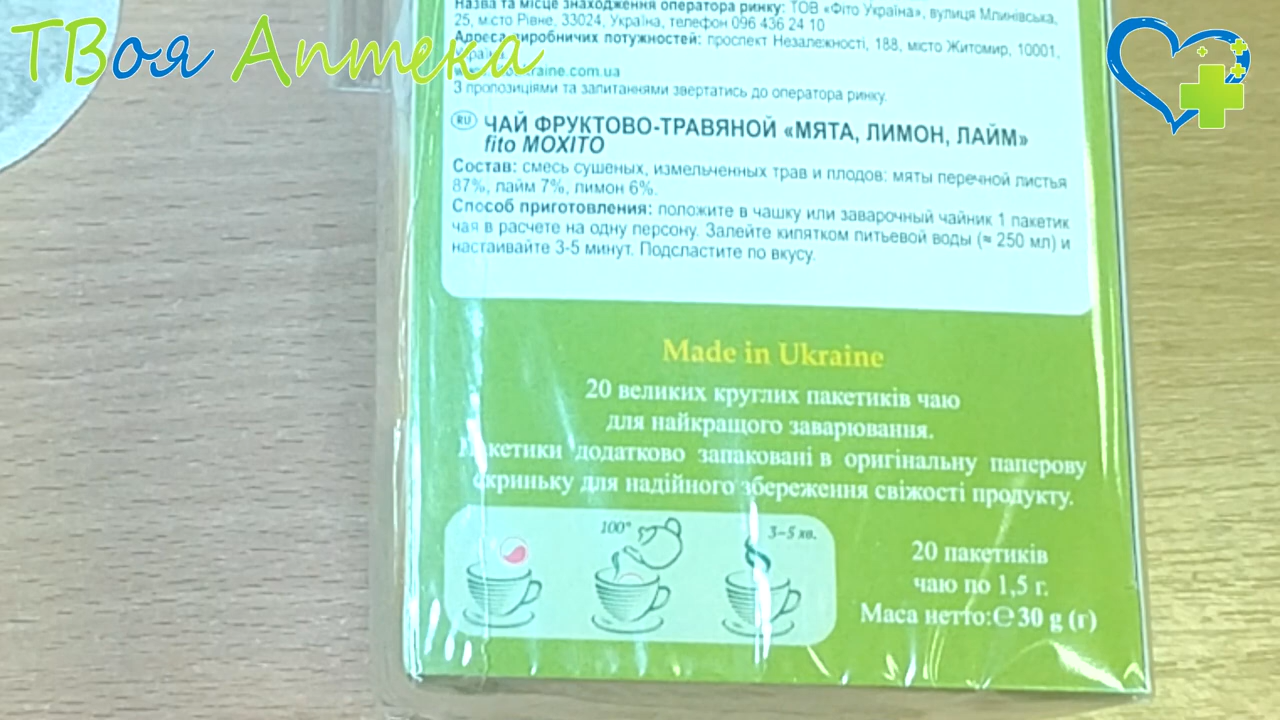 ТВоя Аптека
Назва та місце знаходження оператора ринку: ТОВ «Фіто Україна», вулиця Млинівська,
25, місто Рівне, 33024, Україна, телефон 096 436 24 10
Адреса виробничих потужностей: проспект Незалежності, 188, місто Житомир, 10001,
З пропозиціями та запитаннями звертатись до оператора ринку.
RU ЧАЙ ФРУКТОВО-ТРАВЯНОЙ «МЯТА, ЛИМОН, ЛАЙМ»
fito MOXITO
Состав: смесь сушеных, измельченных трав и плодов: мяты перечной листья
87%, лайм 7%, лимон 6%.
Способ приготовления: положите в чашку или заварочный чайник 1 пакетик
чая в расчете на одну персону. Залейте кипятком питьевой воды (≈ 250 мл) и
настаивайте 3-5 минут. Подсластите по вкусу.
Made in Ukraine
20 великих круглих пакетиків чаю
для найкращого заварювання.
Пакетики додатково запаковані в оригінальну паперову
скриньку для надійного збереження свіжості продукту.
100°
3–5 хв.
20 пакетиків
чаю по 1,5 г.
Маса нетто:℮30 g (г)